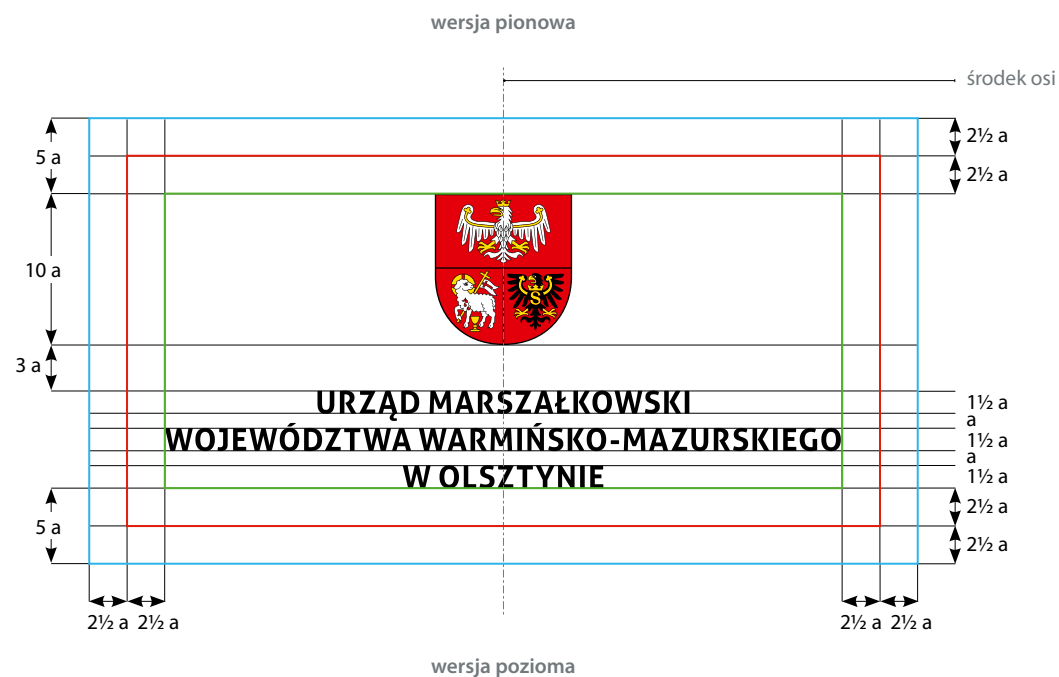 wersja pionowa
środek osi
2½ a
5 a
2½ a
10 a
S
3 a
URZĄD MARSZAŁKOWSKI
1½ a
a
WOJEWÓDZTWA WARMIŃSKO-MAZURSKIEGO
1½ a
a
W OLSZTYNIE
1½ a
2½ a
5 a
2½ a
2½ a 2½ a 2½ a 2½ a
wersja pozioma